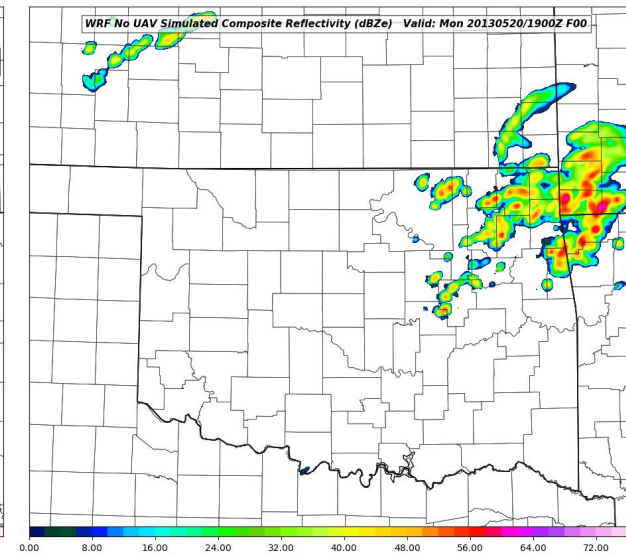 WRF No UAV Simulated Composite Reflectivity (dBZe) Valid: Mon 20130520/1900Z F00
0.00 8.00 16.00 24.00 32.00 40.00 48.00 56.00 64.00 72.00